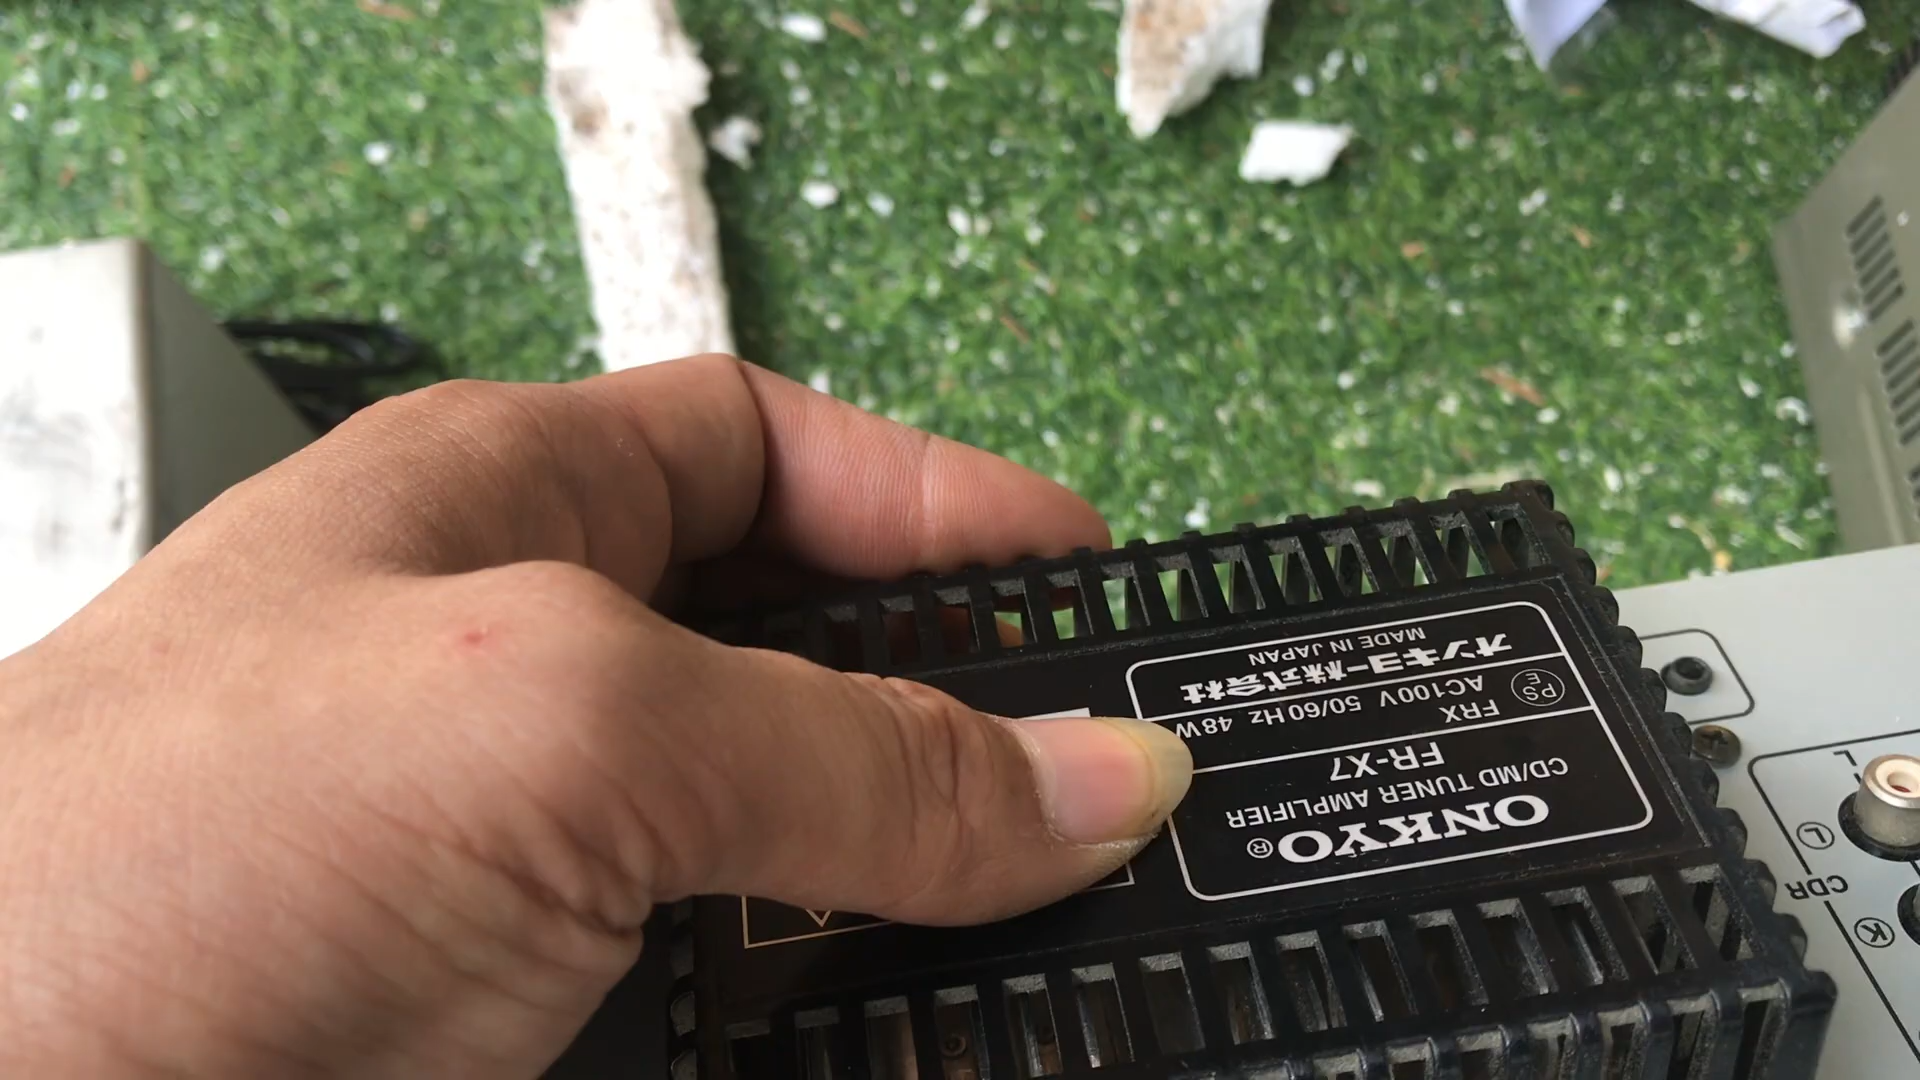 ONKYO®
CD/MD TUNER AMPLIFIER
FR-X7
FRX
AC100V 50/60Hz 48W
PS
E
オンキヨー株式会社
MADE IN JAPAN
L
L
CDR
K